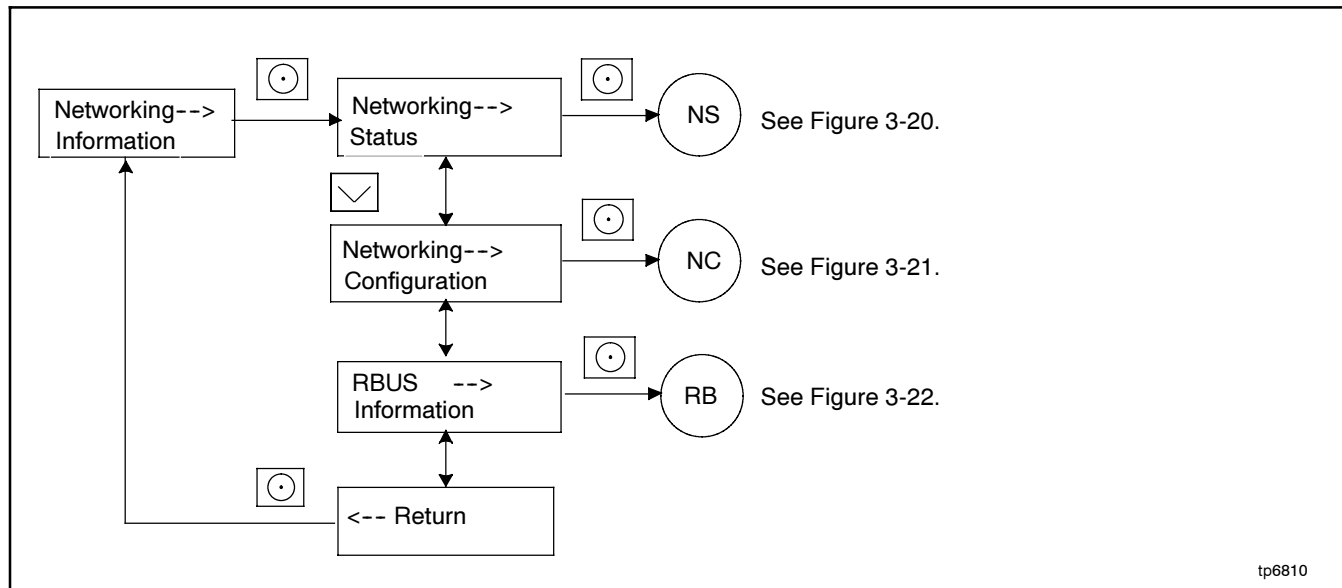 Networking-->
Information
Networking-->
Status
NS
See Figure 3-20.
Networking-->
Configuration
NC
See Figure 3-21.
RBUS -->
Information
RB
See Figure 3-22.
<-- Return
tp6810